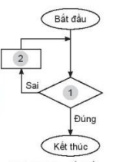 Bắt đầu
2
Sai
1
Đúng
Kết thúc